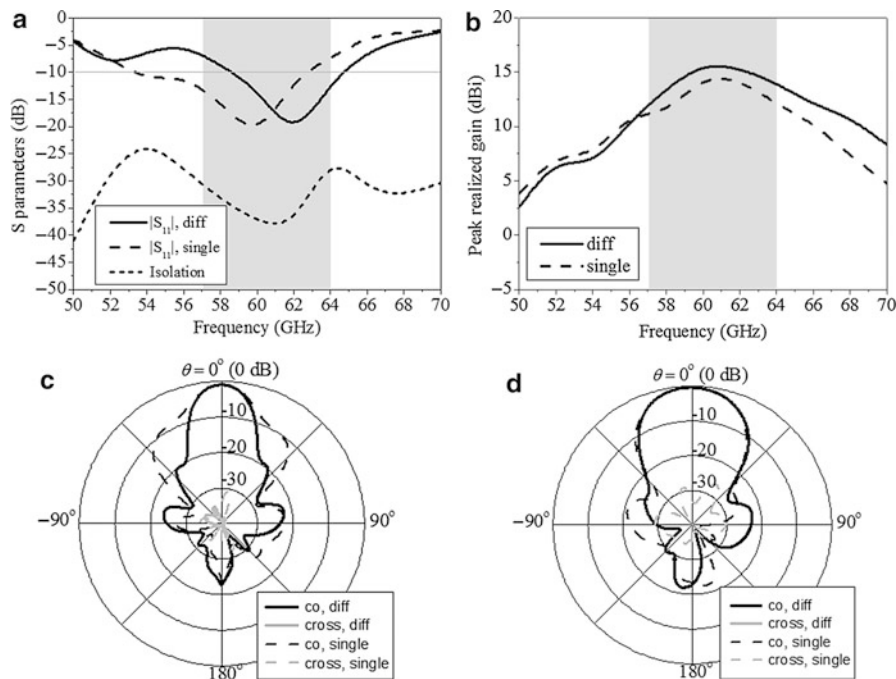 a
0
−5
−10
−15
−20
−25
−30
−35
−40
−45
−50
S parameters (dB)
|S11|, diff
|S11|, single
Isolation
50 52 54 56 58 60 62 64 66 68 70
Frequency (GHz)
b
20
15
10
5
0
−5
Peak realized gain (dBi)
diff
single
50 52 54 56 58 60 62 64 66 68 70
Frequency (GHz)
c
θ = 0° (0 dB)
-10
-20
-30
−90°
90°
180°
co, diff
cross, diff
co, single
cross, single
d
θ = 0° (0 dB)
-10
-20
-30
−90°
90°
180°
co, diff
cross, diff
co, single
cross, single